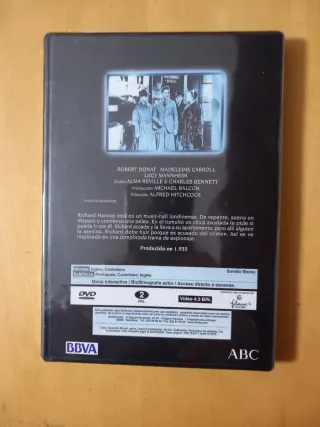 ROBERT DONAT MADELEINE CARROLL
LUCY MANNHEIM
Guión ALMA REVILLE & CHARLES BENNETT
Producción MICHAEL BALCON
Dirección ALFRED HITCHCOCK
Richard Hannus está en un music-hall londinense. De repente, suena un
disparo y comienza una pelea. En el tumulto un chica asustada le pide si
puede ir con él. Richard accede y la lleva a su apartamento, pero allí alguien
la asesina. Richard debe huir porque es acusado del crimen. Así se ve
implicado en una complicada trama de espionaje.
Producida en 1.935
Inglés, Castellano
Sonido Mono
Portugués, Castellano, Inglés
Menú interactivo / Biofilmografía actor / Acceso directo a escenas.
DVD
VIDEO
2
PAL
Vídeo 4:3 B/N
BBVA
ABC